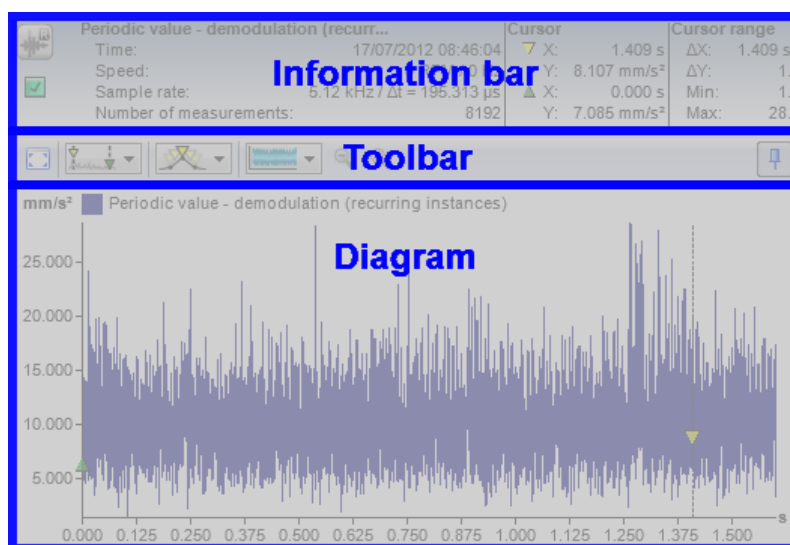 Periodic value - demodulation (recurr...
Cursor
Cursor range
Time: 17/07/2012 08:46:04
X: 1.409 s
ΔX: 1.409 s
Speed:
Y: 8.107 mm/s²
ΔY: 1.
Information bar
Sample rate: 5.12 kHz / Δt = 195.313 µs
X: 0.000 s
Min: 1.
Number of measurements: 8192
Y: 7.085 mm/s²
Max: 28.
Toolbar
mm/s² Periodic value - demodulation (recurring instances)
Diagram
25.000
20.000
15.000
10.000
5.000
s
0.000 0.125 0.250 0.375 0.500 0.625 0.750 0.875 1.000 1.125 1.250 1.375 1.500